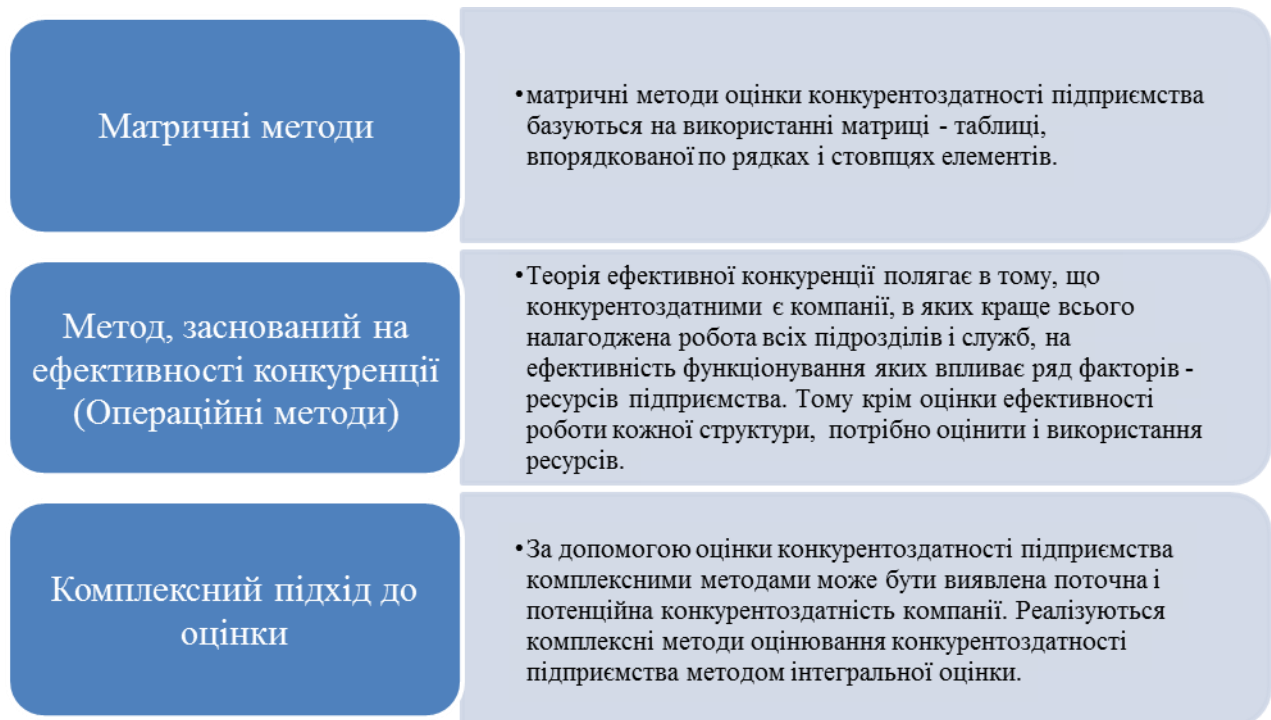 Матричні методи
•матричні методи оцінки конкурентоздатності підприємства
базуються на використанні матриці - таблиці,
впорядкованої по рядках і стовпцях елементів.
Метод, заснований на
ефективності конкуренції
(Операційні методи)
•Теорія ефективної конкуренції полягає в тому, що
конкурентоздатними є компанії, в яких краще всього
налагоджена робота всіх підрозділів і служб, на
ефективність функціонування яких впливає ряд факторів -
ресурсів підприємства. Тому крім оцінки ефективності
роботи кожної структури, потрібно оцінити і використання
ресурсів.
Комплексний підхід до
оцінки
•За допомогою оцінки конкурентоздатності підприємства
комплексними методами може бути виявлена поточна і
потенційна конкурентоздатність компанії. Реалізуються
комплексні методи оцінювання конкурентоздатності
підприємства методом інтегральної оцінки.